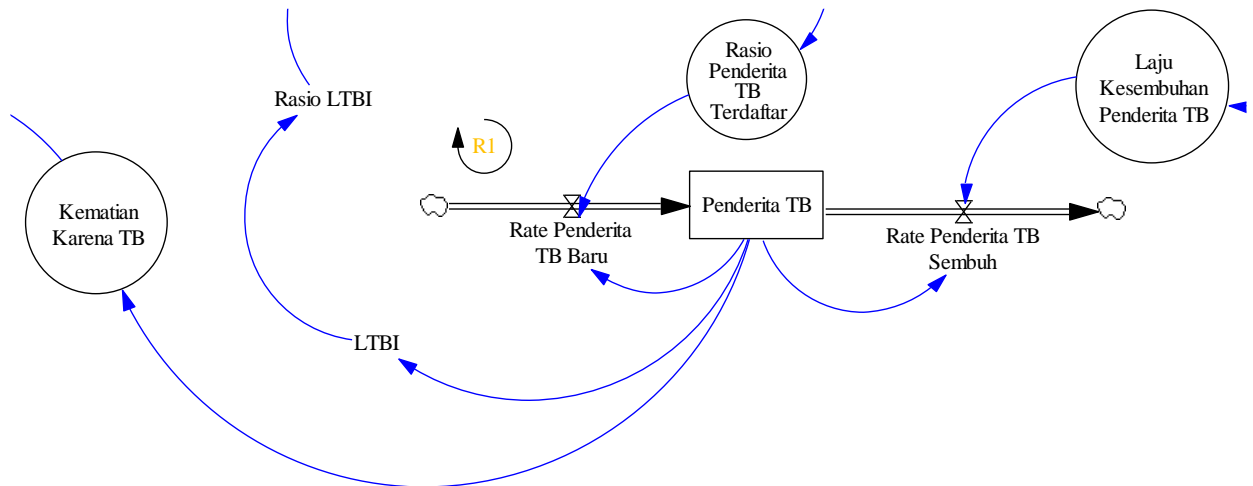 Rasio
Penderita
TB
Terdaftar
Laju
Kesembuhan
Penderita TB
Rasio LTBI
R1
Kematian
Karena TB
Penderita TB
Rate Penderita
TB Baru
Rate Penderita TB
Sembuh
LTBI